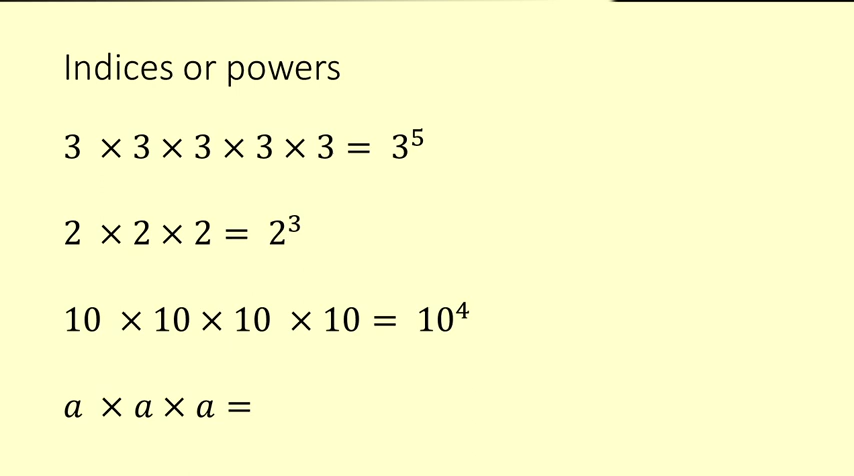 Indices or powers
3 × 3 × 3 × 3 × 3 = 3⁵
2 × 2 × 2 = 2³
10 × 10 × 10 × 10 = 10⁴
𝑎 × 𝑎 × 𝑎 =